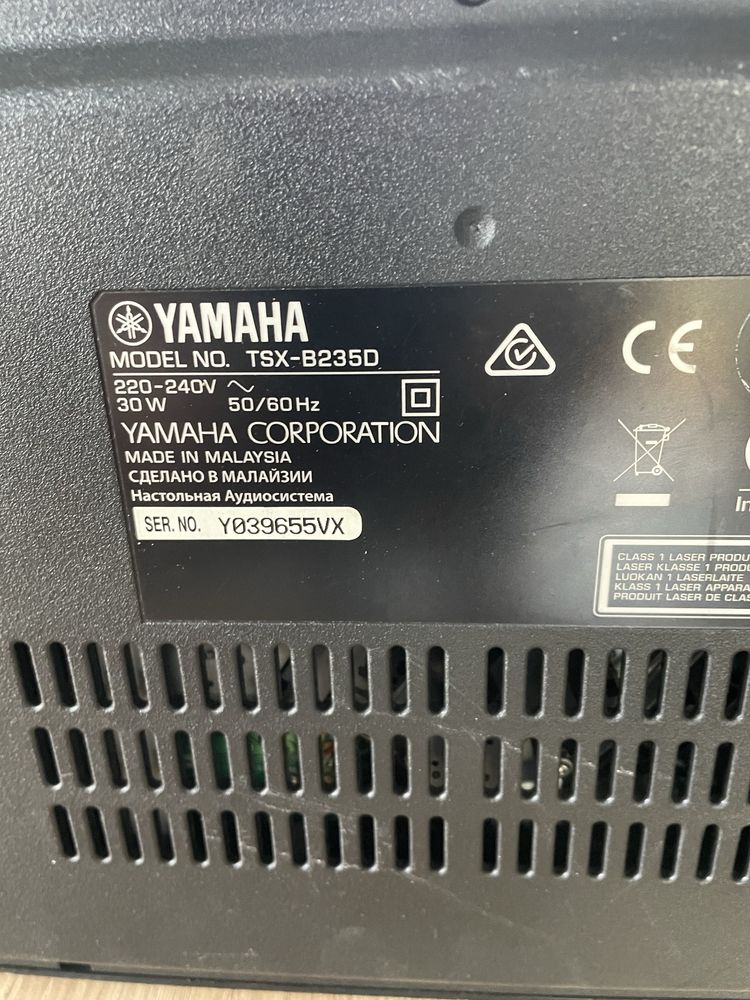 YAMAHA
MODEL NO. TSX-B235D
220-240V ~
30 W 50/60 Hz
YAMAHA CORPORATION
MADE IN MALAYSIA
СДЕЛАНО В МАЛАЙЗИИ
Настольная Аудиосистема
SER. NO. Y039655VX
CE
CLASS 1 LASER PRODU
LASER KLASSE 1 PRODU
LUOKAN 1 LASERLAITE
KLASS 1 LASER APPARA
PRODUIT LASER DE CLAS